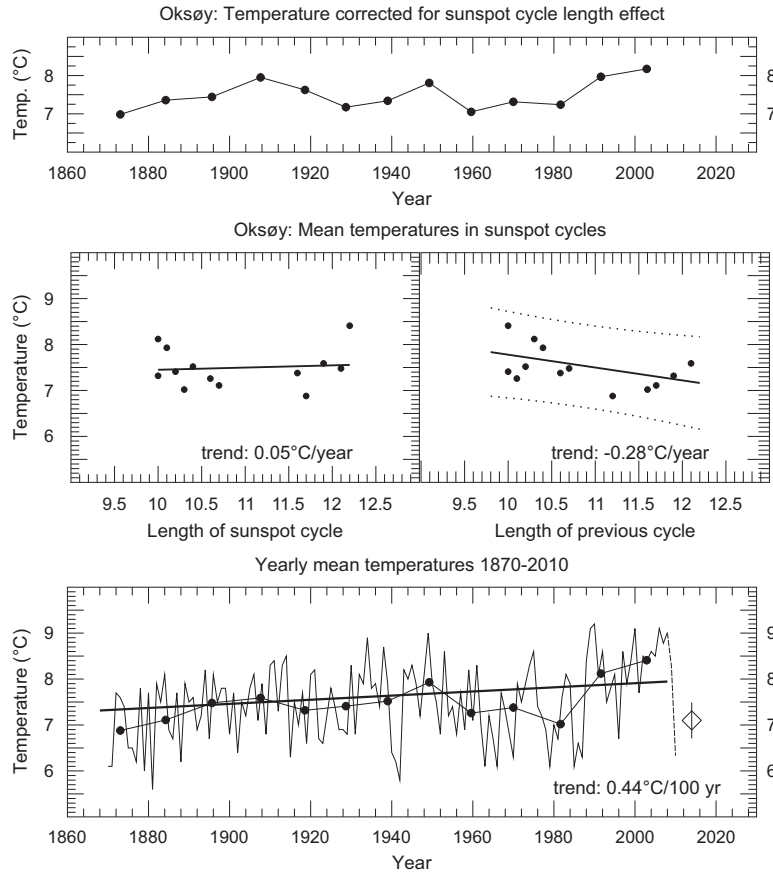 Oksøy: Temperature corrected for sunspot cycle length effect
Temp. (°C)
8
7
8
7
1860 1880 1900 1920 1940 1960 1980 2000 2020
Year
Oksøy: Mean temperatures in sunspot cycles
Temperature (°C)
9
8
7
6
trend: 0.05°C/year
trend: -0.28°C/year
9.5 10 10.5 11 11.5 12 12.5
9.5 10 10.5 11 11.5 12 12.5
Length of sunspot cycle
Length of previous cycle
Yearly mean temperatures 1870-2010
Temperature (°C)
9
8
7
6
9
8
7
6
trend: 0.44°C/100 yr
1860 1880 1900 1920 1940 1960 1980 2000 2020
Year